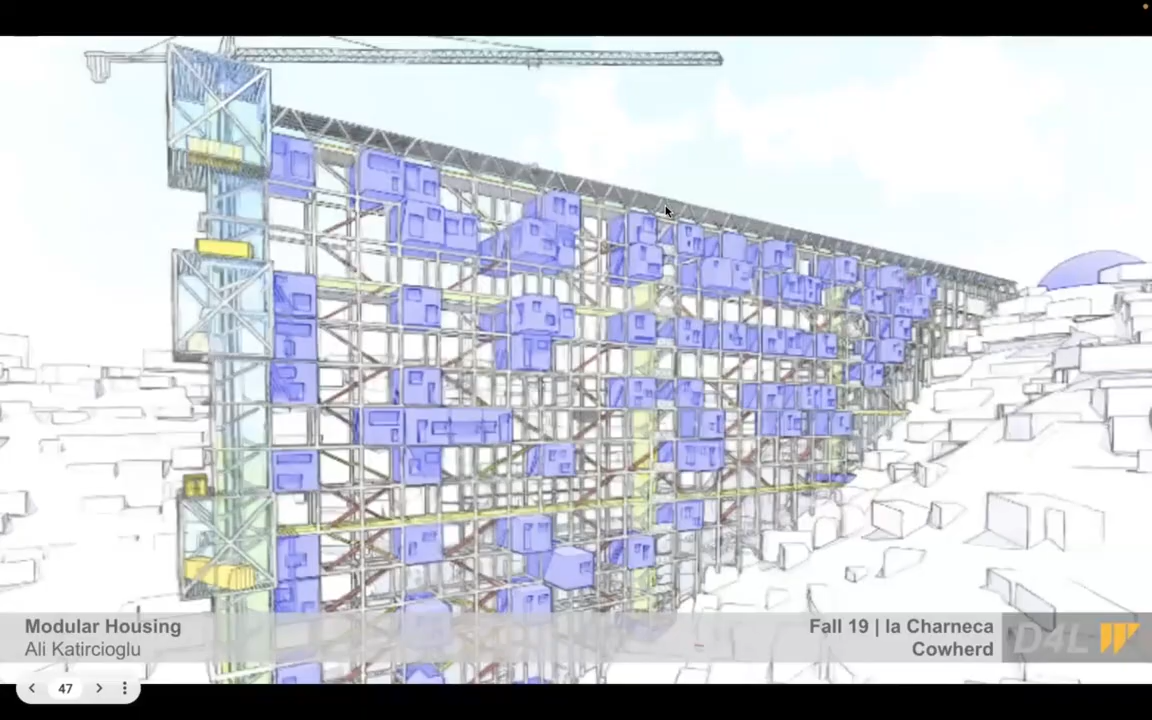 Modular Housing
Ali Katircioglu
Fall 19 | la Charneca
Cowherd
D4L
47